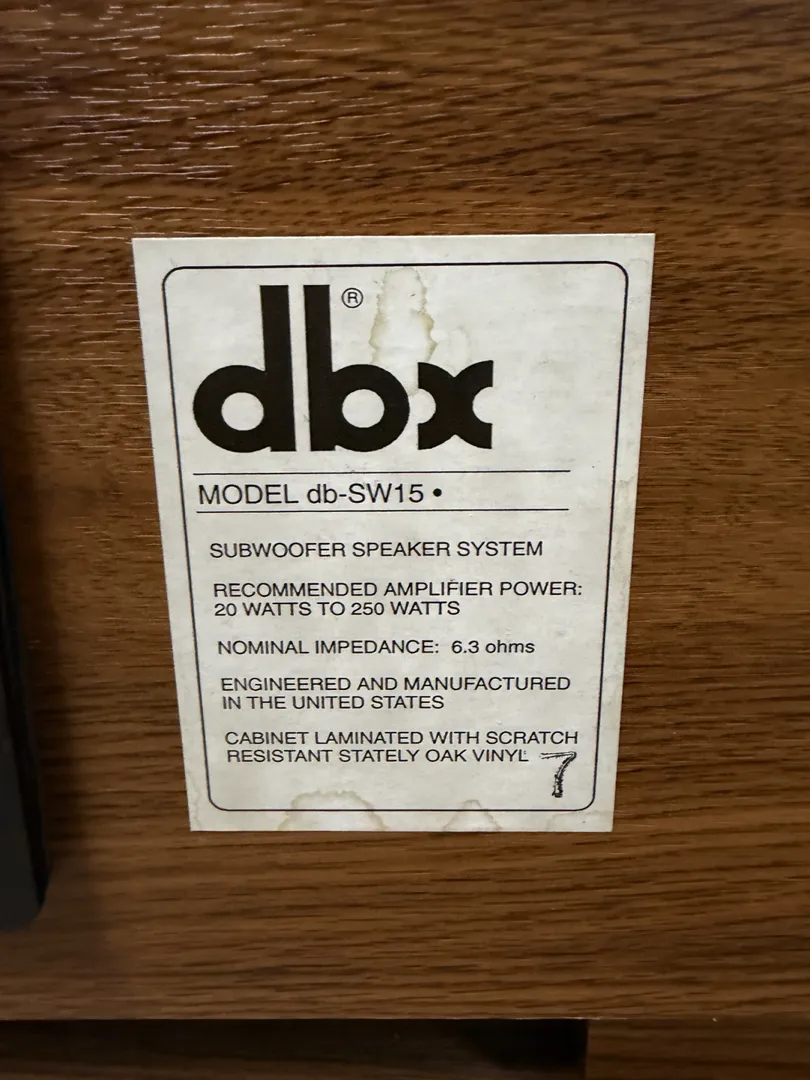 dbx®
MODEL db-SW15 •
SUBWOOFER SPEAKER SYSTEM
RECOMMENDED AMPLIFIER POWER:
20 WATTS TO 250 WATTS
NOMINAL IMPEDANCE: 6.3 ohms
ENGINEERED AND MANUFACTURED
IN THE UNITED STATES
CABINET LAMINATED WITH SCRATCH
RESISTANT STATELY OAK VINYL
7